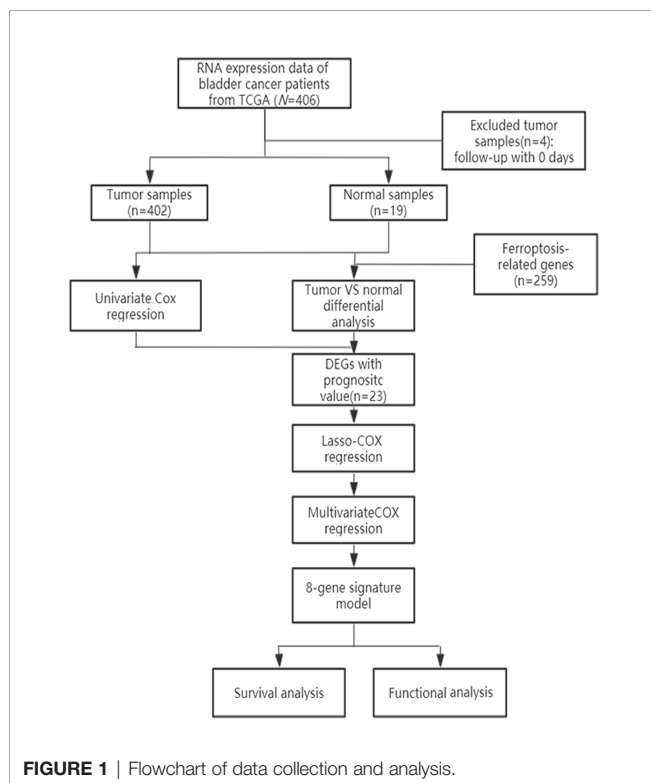 RNA expression data of
bladder cancer patients
from TCGA (N=406)
Excluded tumor
samples(n=4):
follow-up with 0 days
Tumor samples
(n=402)
Normal samples
(n=19)
Ferroptosis-
related genes
(n=259)
Univariate Cox
regression
Tumor VS normal
differential
analysis
DEGs with
prognositc
value(n=23)
Lasso-COX
regression
MultivariateCOX
regression
8-gene signature
model
Survival analysis
Functional analysis
FIGURE 1 | Flowchart of data collection and analysis.